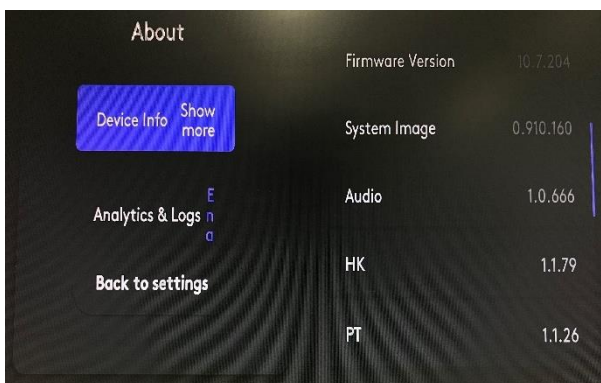 About
Device Info Show
more
Analytics & Logs E
n
a
Back to settings
Firmware Version 10.7.204
System Image 0.910.160
Audio 1.0.666
HK 1.1.79
PT 1.1.26